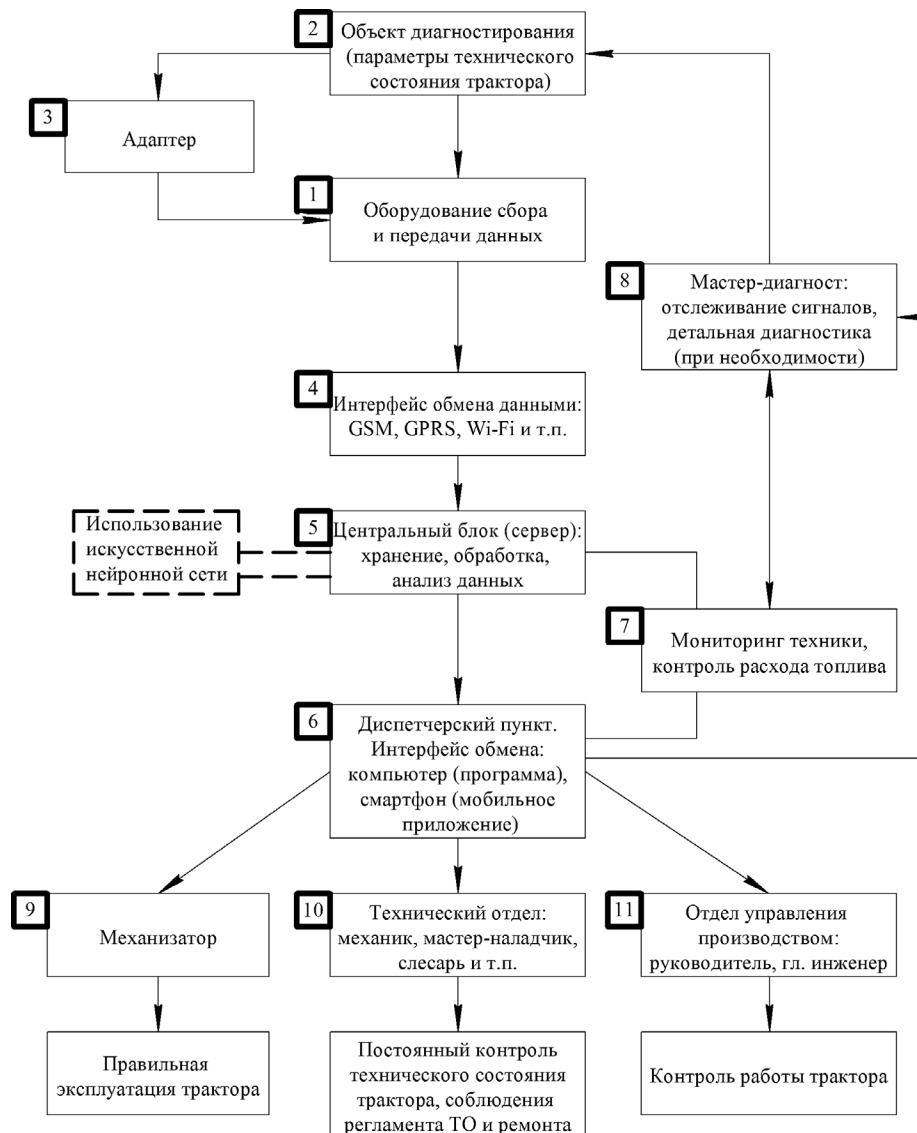 2
Объект диагностирования
(параметры технического
состояния трактора)
3
Адаптер
1
Оборудование сбора
и передачи данных
8
Мастер-диагност:
отслеживание сигналов,
детальная диагностика
(при необходимости)
4
Интерфейс обмена данными:
GSM, GPRS, Wi-Fi и т.п.
Использование
искусственной
нейронной сети
5
Центральный блок (сервер):
хранение, обработка,
анализ данных
7
Мониторинг техники,
контроль расхода топлива
6
Диспетчерский пункт.
Интерфейс обмена:
компьютер (программа),
смартфон (мобильное
приложение)
9
Механизатор
10
Технический отдел:
механик, мастер-наладчик,
слесарь и т.п.
11
Отдел управления
производством:
руководитель, гл. инженер
Правильная
эксплуатация трактора
Постоянный контроль
технического состояния
трактора, соблюдения
регламента ТО и ремонта
Контроль работы трактора